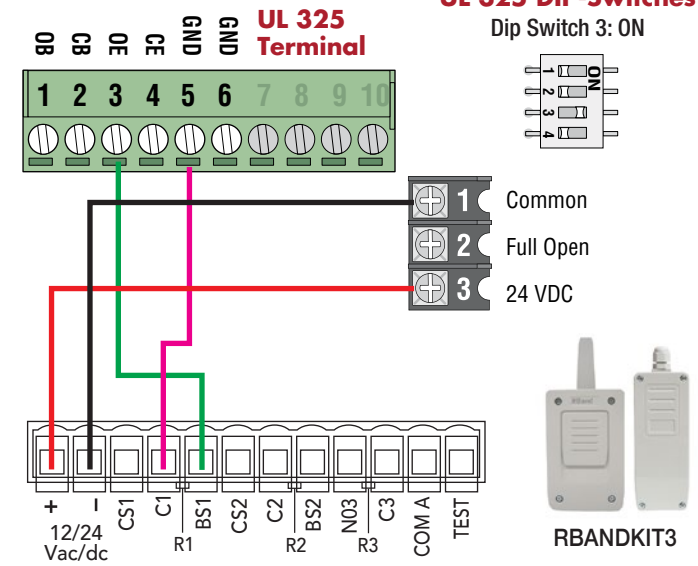 UL 325 Dip-Switches
Dip Switch 3: ON
OB CB OE CE GND GND
UL 325
Terminal
1 2 3 4 5 6 7 8 9 10
ON
1
2
3
4
1 Common
2 Full Open
3 24 VDC
+ – CS1 C1 BS1 CS2 C2 BS2 N03 C3 COM A TEST
12/24
Vac/dc
R1 R2 R3
RBand
RBANDKIT3